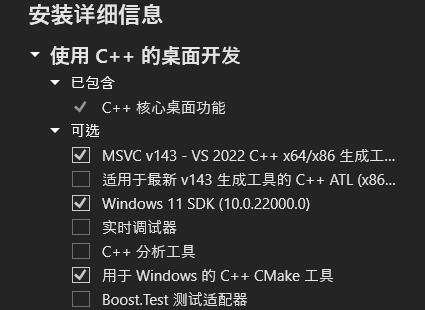 安装详细信息
使用 C++ 的桌面开发
已包含
C++ 核心桌面功能
可选
MSVC v143 - VS 2022 C++ x64/x86 生成工...
适用于最新 v143 生成工具的 C++ ATL (x86...
Windows 11 SDK (10.0.22000.0)
实时调试器
C++ 分析工具
用于 Windows 的 C++ CMake 工具
Boost.Test 测试适配器